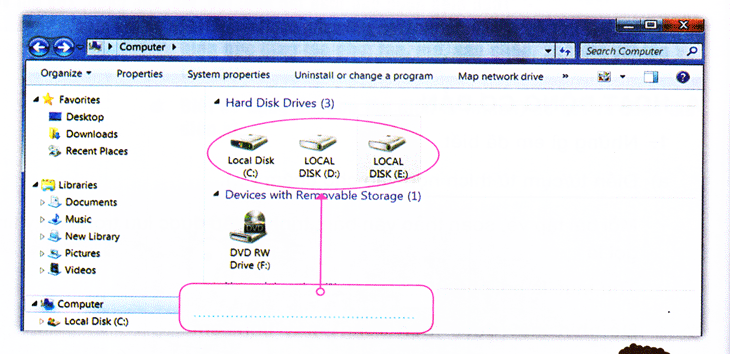 Computer
Search Computer
Organize
Properties
System properties
Uninstall or change a program
Map network drive
»
Favorites
Desktop
Downloads
Recent Places
Libraries
Documents
Music
New Library
Pictures
Videos
Computer
Local Disk (C:)
Hard Disk Drives (3)
Local Disk
(C:)
LOCAL
DISK (D:)
LOCAL
DISK (E:)
Devices with Removable Storage (1)
DVD
DVD RW
Drive (F:)